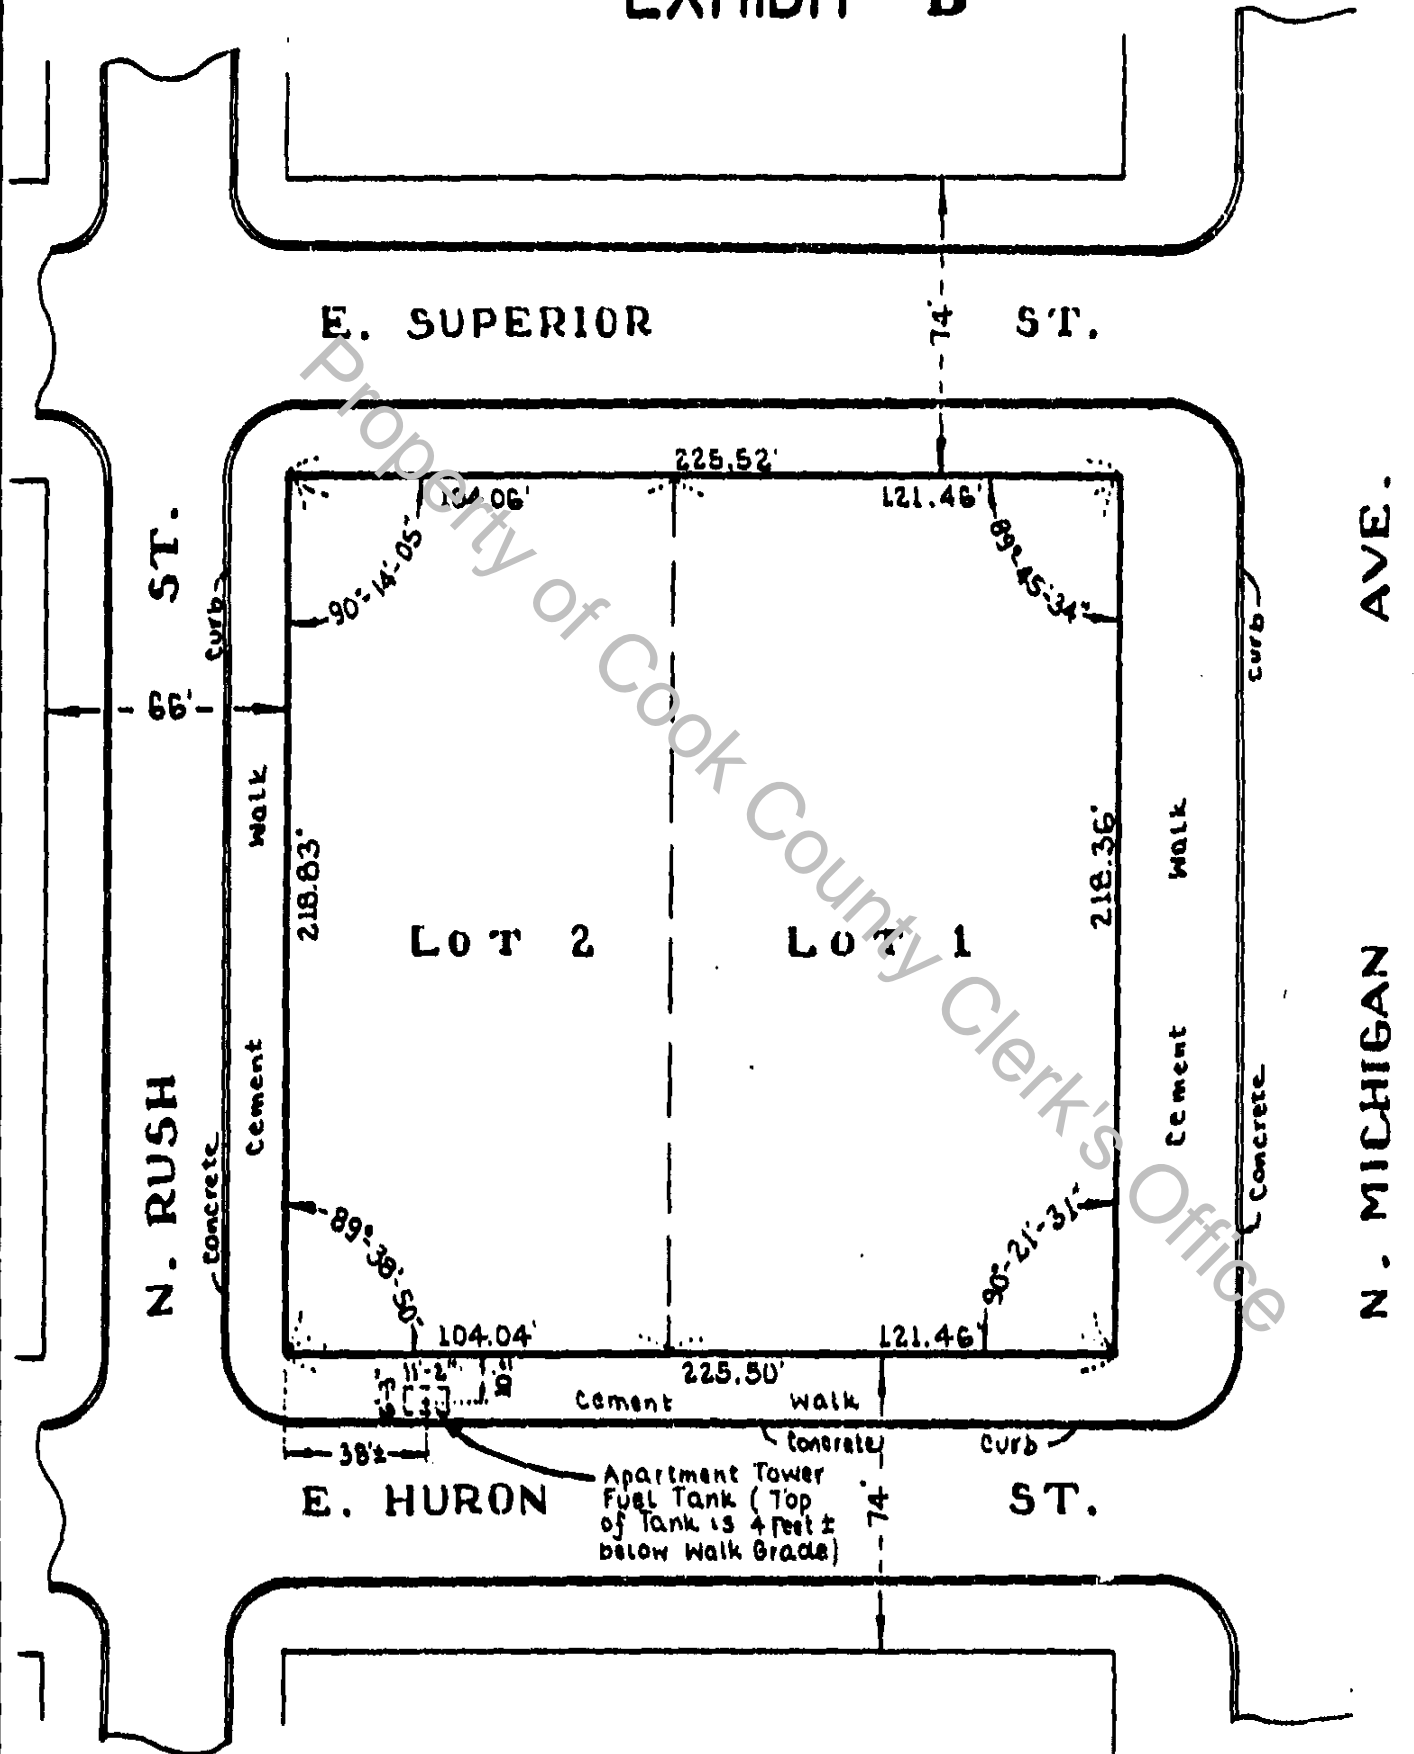 EXHIBIT "B"
E. SUPERIOR ST.
74'
225.52'
104.06'
121.46'
90°-14'-05"
89°-45'-34"
N. RUSH ST.
curb
66'
Walk
Cement
concrete
218.83'
LOT 2
LOT 1
218.36'
Walk
Cement
curb
Concrete
N. MICHIGAN AVE.
89°-38'-50"
90°-21'-31"
104.04'
121.46'
225.50'
11'-2"
Cement Walk
Concrete curb
38'±
Apartment Tower
Fuel Tank (Top
of Tank is 4 Feet ±
below Walk Grade)
E. HURON ST.
74'
Property of Cook County Clerk's Office